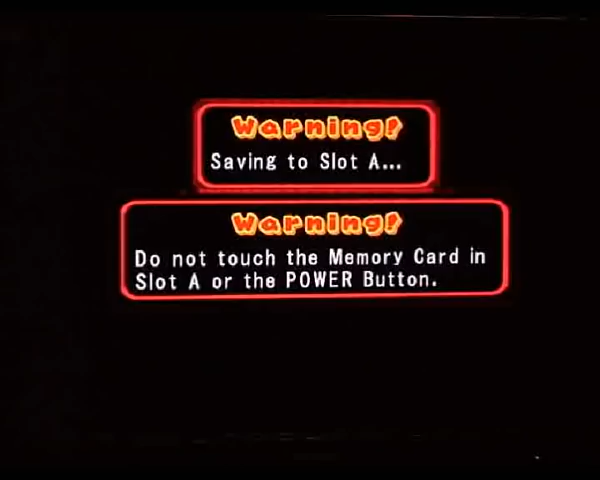 Warning!
Saving to Slot A...
Warning!
Do not touch the Memory Card in
Slot A or the POWER Button.